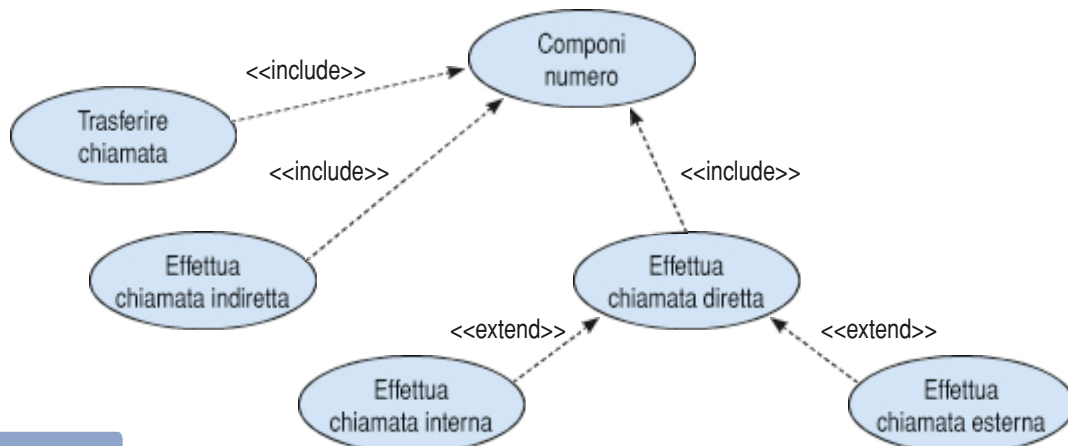 Componi
numero
<<include>>
Trasferire
chiamata
<<include>>
<<include>>
Effettua
chiamata indiretta
Effettua
chiamata diretta
<<extend>>
<<extend>>
Effettua
chiamata interna
Effettua
chiamata esterna